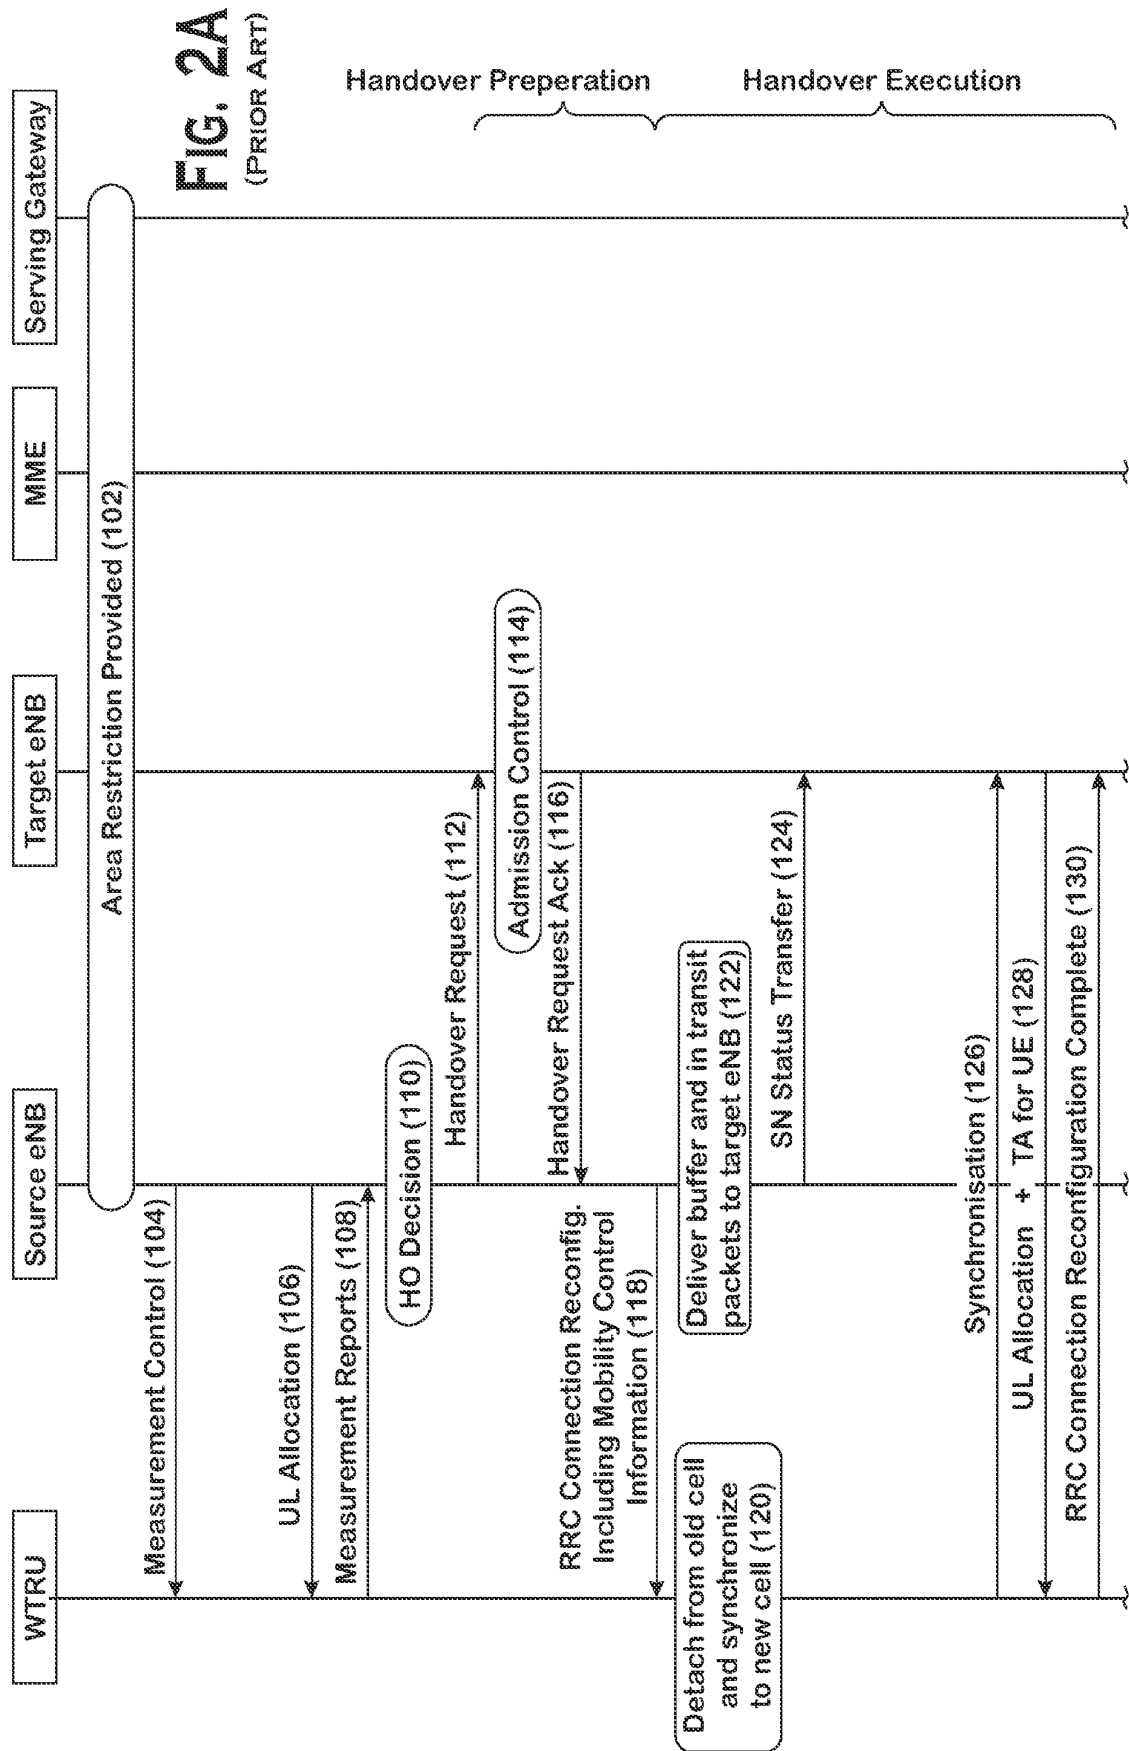 WTRU
Source eNB
Target eNB
MME
Serving Gateway
Area Restriction Provided (102)
Measurement Control (104)
FIG. 2A
(PRIOR ART)
UL Allocation (106)
Measurement Reports (108)
HO Decision (110)
Handover Request (112)
Admission Control (114)
Handover Request Ack (116)
Handover Preperation
RRC Connection Reconfig.
Including Mobility Control
Information (118)
Detach from old cell
and synchronize
to new cell (120)
Deliver buffer and in transit
packets to target eNB (122)
SN Status Transfer (124)
Handover Execution
Synchronisation (126)
UL Allocation + TA for UE (128)
RRC Connection Reconfiguration Complete (130)